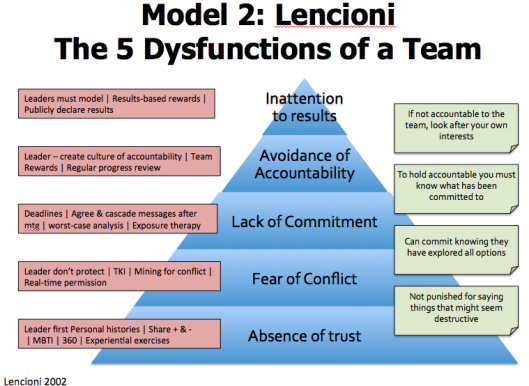 Model 2: Lencioni
The 5 Dysfunctions of a Team
Leaders must model | Results-based rewards |
Publicly declare results
Inattention
to results
If not accountable to the
team, look after your own
interests
Leader – create culture of accountability | Team
Rewards | Regular progress review
Avoidance of
Accountability
To hold accountable you must
know what has been
committed to
Deadlines | Agree & cascade messages after
mtg | worst-case analysis | Exposure therapy
Lack of Commitment
Can commit knowing they
have explored all options
Leader don't protect | TKI | Mining for conflict |
Real-time permission
Fear of Conflict
Not punished for saying
things that might seem
destructive
Leader first Personal histories | Share + & -
| MBTI | 360 | Experiential exercises
Absence of trust
Lencioni 2002